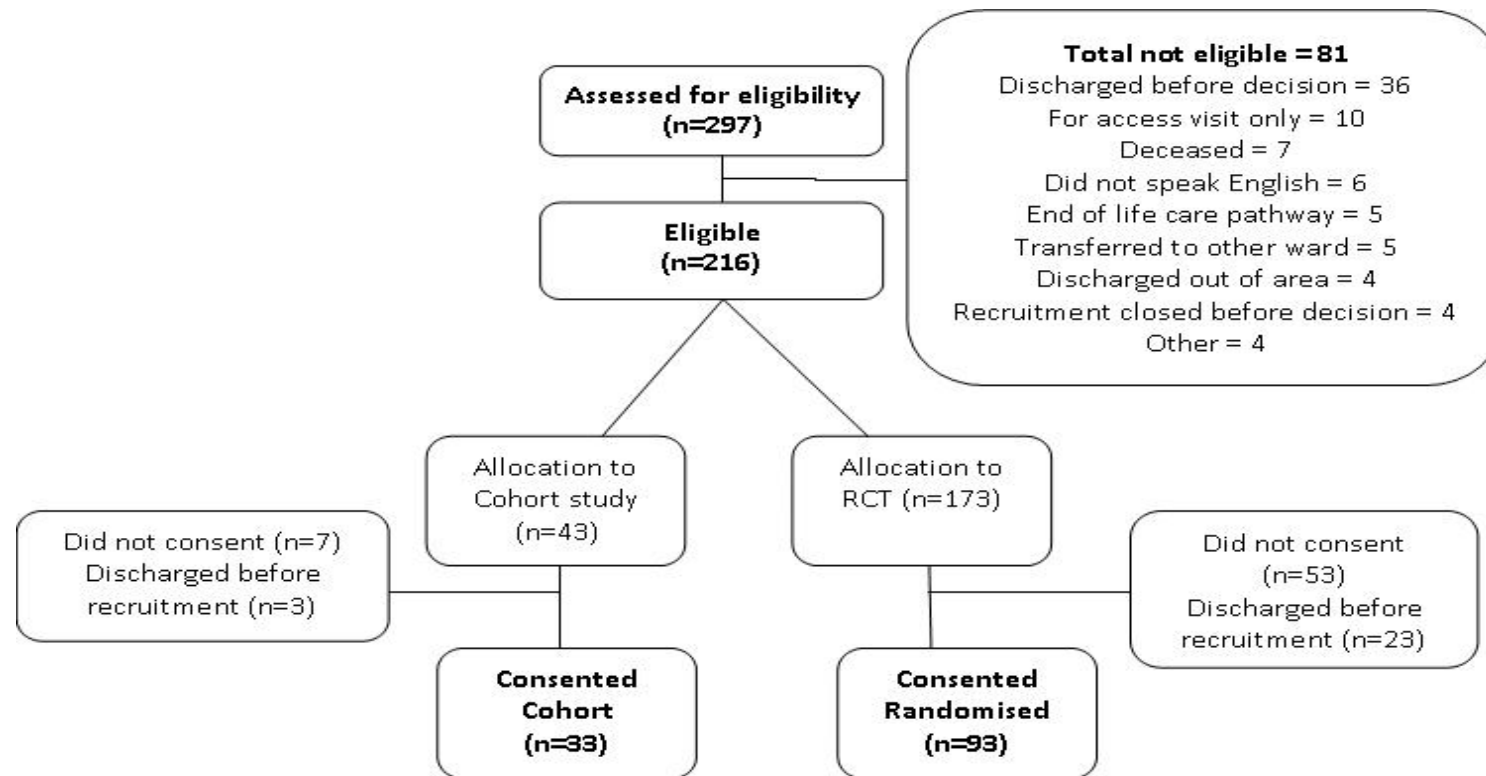 Assessed for eligibility
(n=297)
Total not eligible = 81
Discharged before decision = 36
For access visit only = 10
Deceased = 7
Did not speak English = 6
End of life care pathway = 5
Transferred to other ward = 5
Discharged out of area = 4
Recruitment closed before decision = 4
Other = 4
Eligible
(n=216)
Allocation to
Cohort study
(n=43)
Allocation to
RCT (n=173)
Did not consent (n=7)
Discharged before
recruitment (n=3)
Did not consent
(n=53)
Discharged before
recruitment (n=23)
Consented
Cohort
(n=33)
Consented
Randomised
(n=93)